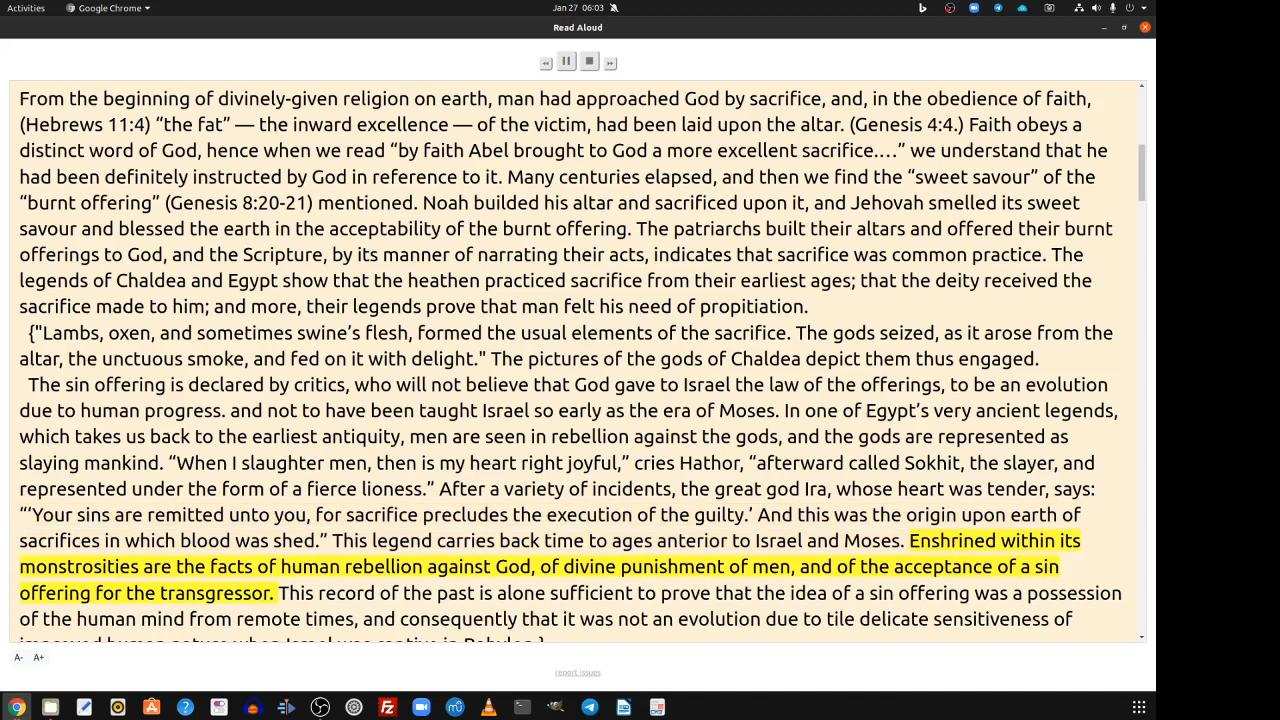 Activities
Google Chrome
Jan 27 06:03
Read Aloud
From the beginning of divinely-given religion on earth, man had approached God by sacrifice, and, in the obedience of faith,
(Hebrews 11:4) “the fat” — the inward excellence — of the victim, had been laid upon the altar. (Genesis 4:4.) Faith obeys a
distinct word of God, hence when we read “by faith Abel brought to God a more excellent sacrifice.…” we understand that he
had been definitely instructed by God in reference to it. Many centuries elapsed, and then we find the “sweet savour” of the
“burnt offering” (Genesis 8:20-21) mentioned. Noah builded his altar and sacrificed upon it, and Jehovah smelled its sweet
savour and blessed the earth in the acceptability of the burnt offering. The patriarchs built their altars and offered their burnt
offerings to God, and the Scripture, by its manner of narrating their acts, indicates that sacrifice was common practice. The
legends of Chaldea and Egypt show that the heathen practiced sacrifice from their earliest ages; that the deity received the
sacrifice made to him; and more, their legends prove that man felt his need of propitiation.
{"Lambs, oxen, and sometimes swine’s flesh, formed the usual elements of the sacrifice. The gods seized, as it arose from the
altar, the unctuous smoke, and fed on it with delight." The pictures of the gods of Chaldea depict them thus engaged.
The sin offering is declared by critics, who will not believe that God gave to Israel the law of the offerings, to be an evolution
due to human progress. and not to have been taught Israel so early as the era of Moses. In one of Egypt’s very ancient legends,
which takes us back to the earliest antiquity, men are seen in rebellion against the gods, and the gods are represented as
slaying mankind. “When I slaughter men, then is my heart right joyful,” cries Hathor, “afterward called Sokhit, the slayer, and
represented under the form of a fierce lioness.” After a variety of incidents, the great god Ira, whose heart was tender, says:
“‘Your sins are remitted unto you, for sacrifice precludes the execution of the guilty.’ And this was the origin upon earth of
sacrifices in which blood was shed.” This legend carries back time to ages anterior to Israel and Moses. Enshrined within its
monstrosities are the facts of human rebellion against God, of divine punishment of men, and of the acceptance of a sin
offering for the transgressor. This record of the past is alone sufficient to prove that the idea of a sin offering was a possession
of the human mind from remote times, and consequently that it was not an evolution due to tile delicate sensitiveness of
improved human nature when Israel was captive in Babylon.}
A- A+
report issues